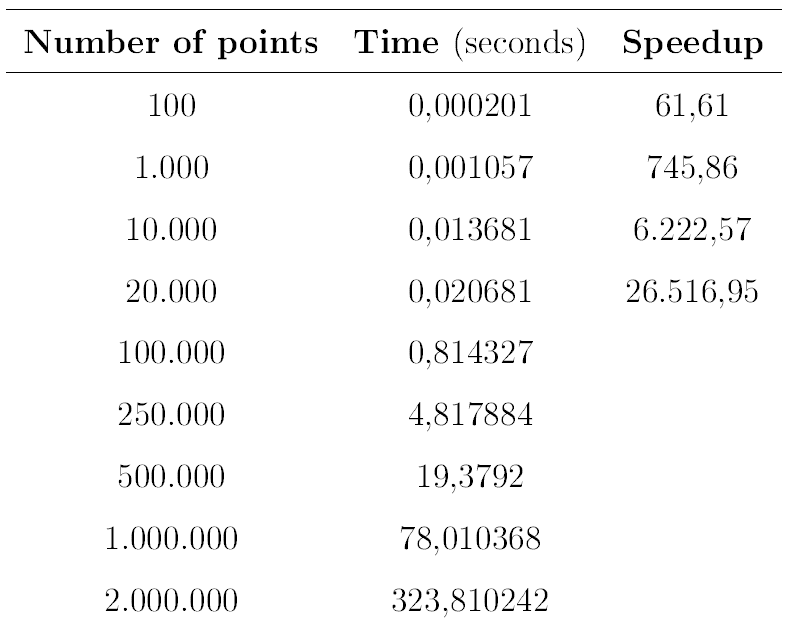 Number of points Time (seconds) Speedup
100 0,000201 61,61
1.000 0,001057 745,86
10.000 0,013681 6.222,57
20.000 0,020681 26.516,95
100.000 0,814327
250.000 4,817884
500.000 19,3792
1.000.000 78,010368
2.000.000 323,810242